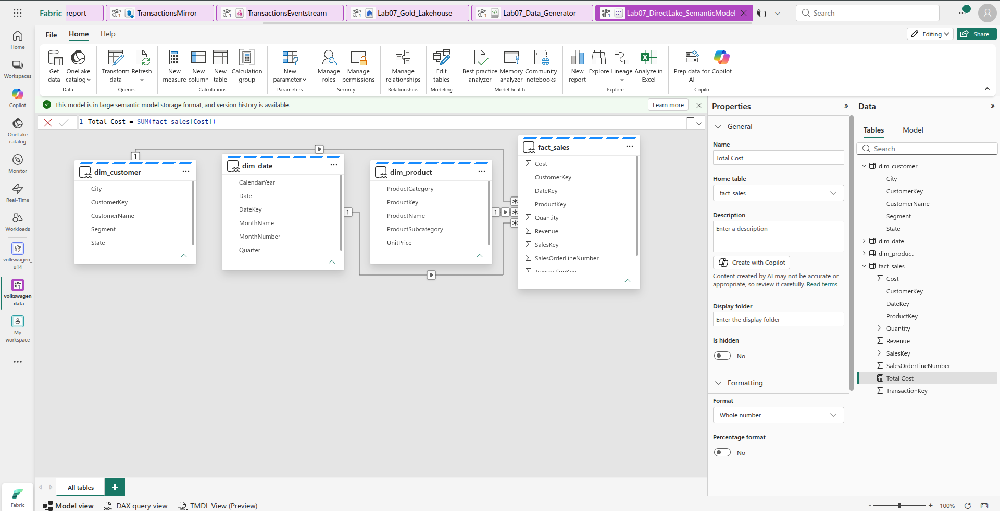 Fabric
report
TransactionsMirror
TransactionsEventstream
Lab07_Gold_Lakehouse
Lab07_Data_Generator
Lab07_DirectLake_SemanticModel
Search
File
Home
Help
Editing
Share
Get data
OneLake catalog
Data
Transform data
Refresh
Queries
New measure
New column
New table
Calculation group
Calculations
New parameter
Parameters
Manage roles
Manage permissions
Security
Manage relationships
Relationships
Edit tables
Modeling
Best practice analyzer
Memory analyzer
Community notebooks
Model health
New report
Explore
Lineage
Analyze in Excel
Explore
Prep data for AI
Copilot
Copilot
Home
Workspaces
Copilot
OneLake catalog
Monitor
Real-Time
Workloads
volkswagen_u14
volkswagen_data
My workspace
Fabric
This model is in large semantic model storage format, and version history is available.
Learn more
1 Total Cost = SUM(fact_sales[Cost])
1
dim_customer
City
CustomerKey
CustomerName
Segment
State
dim_date
CalendarYear
Date
DateKey
MonthName
MonthNumber
Quarter
1
dim_product
ProductCategory
ProductKey
ProductName
ProductSubcategory
UnitPrice
1
*
*
*
fact_sales
Cost
CustomerKey
DateKey
ProductKey
Quantity
Revenue
SalesKey
SalesOrderLineNumber
TransactionKey
Properties
General
Name
Total Cost
Home table
fact_sales
Description
Enter a description
Create with Copilot
Content created by AI may not be accurate or
appropriate, so review it carefully. Read terms
Display folder
Enter the display folder
Is hidden
No
Formatting
Format
Whole number
Percentage format
No
Data
Tables
Model
Search
dim_customer
City
CustomerKey
CustomerName
Segment
State
dim_date
dim_product
fact_sales
Cost
CustomerKey
DateKey
ProductKey
Quantity
Revenue
SalesKey
SalesOrderLineNumber
Total Cost
TransactionKey
All tables
Model view
DAX query view
TMDL View (Preview)
- + 100%